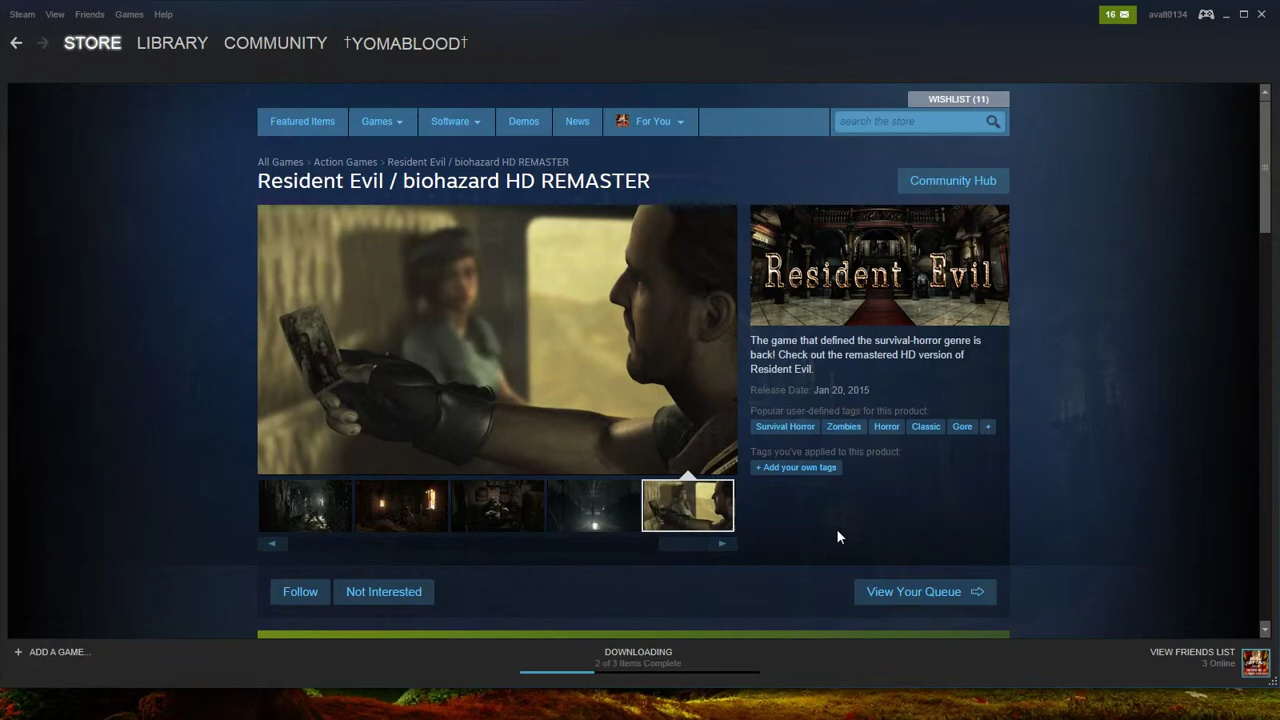 Steam View Friends Games Help
16
avalt0134
STORE LIBRARY COMMUNITY †YOMABLOOD†
WISHLIST (11)
Featured Items Games Software Demos News For You
search the store
All Games > Action Games > Resident Evil / biohazard HD REMASTER
Resident Evil / biohazard HD REMASTER
Community Hub
Resident Evil
The game that defined the survival-horror genre is
back! Check out the remastered HD version of
Resident Evil.
Release Date: Jan 20, 2015
Popular user-defined tags for this product:
Survival Horror Zombies Horror Classic Gore +
Tags you've applied to this product:
+ Add your own tags
Follow Not Interested
View Your Queue
+ ADD A GAME...
DOWNLOADING
2 of 3 Items Complete
VIEW FRIENDS LIST
3 Online